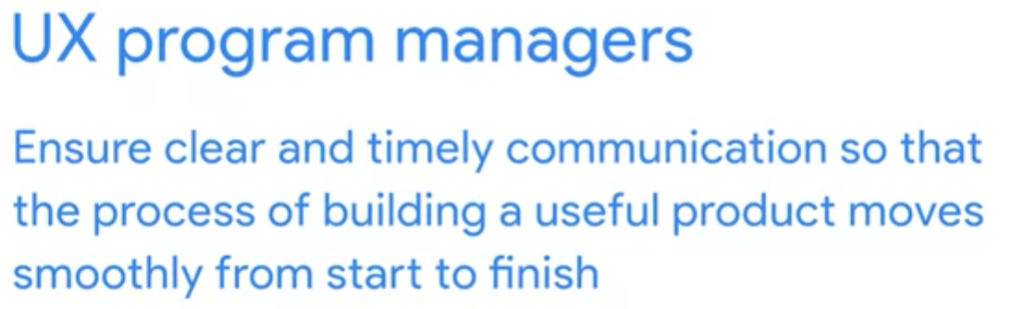 UX program managers
Ensure clear and timely communication so that
the process of building a useful product moves
smoothly from start to finish